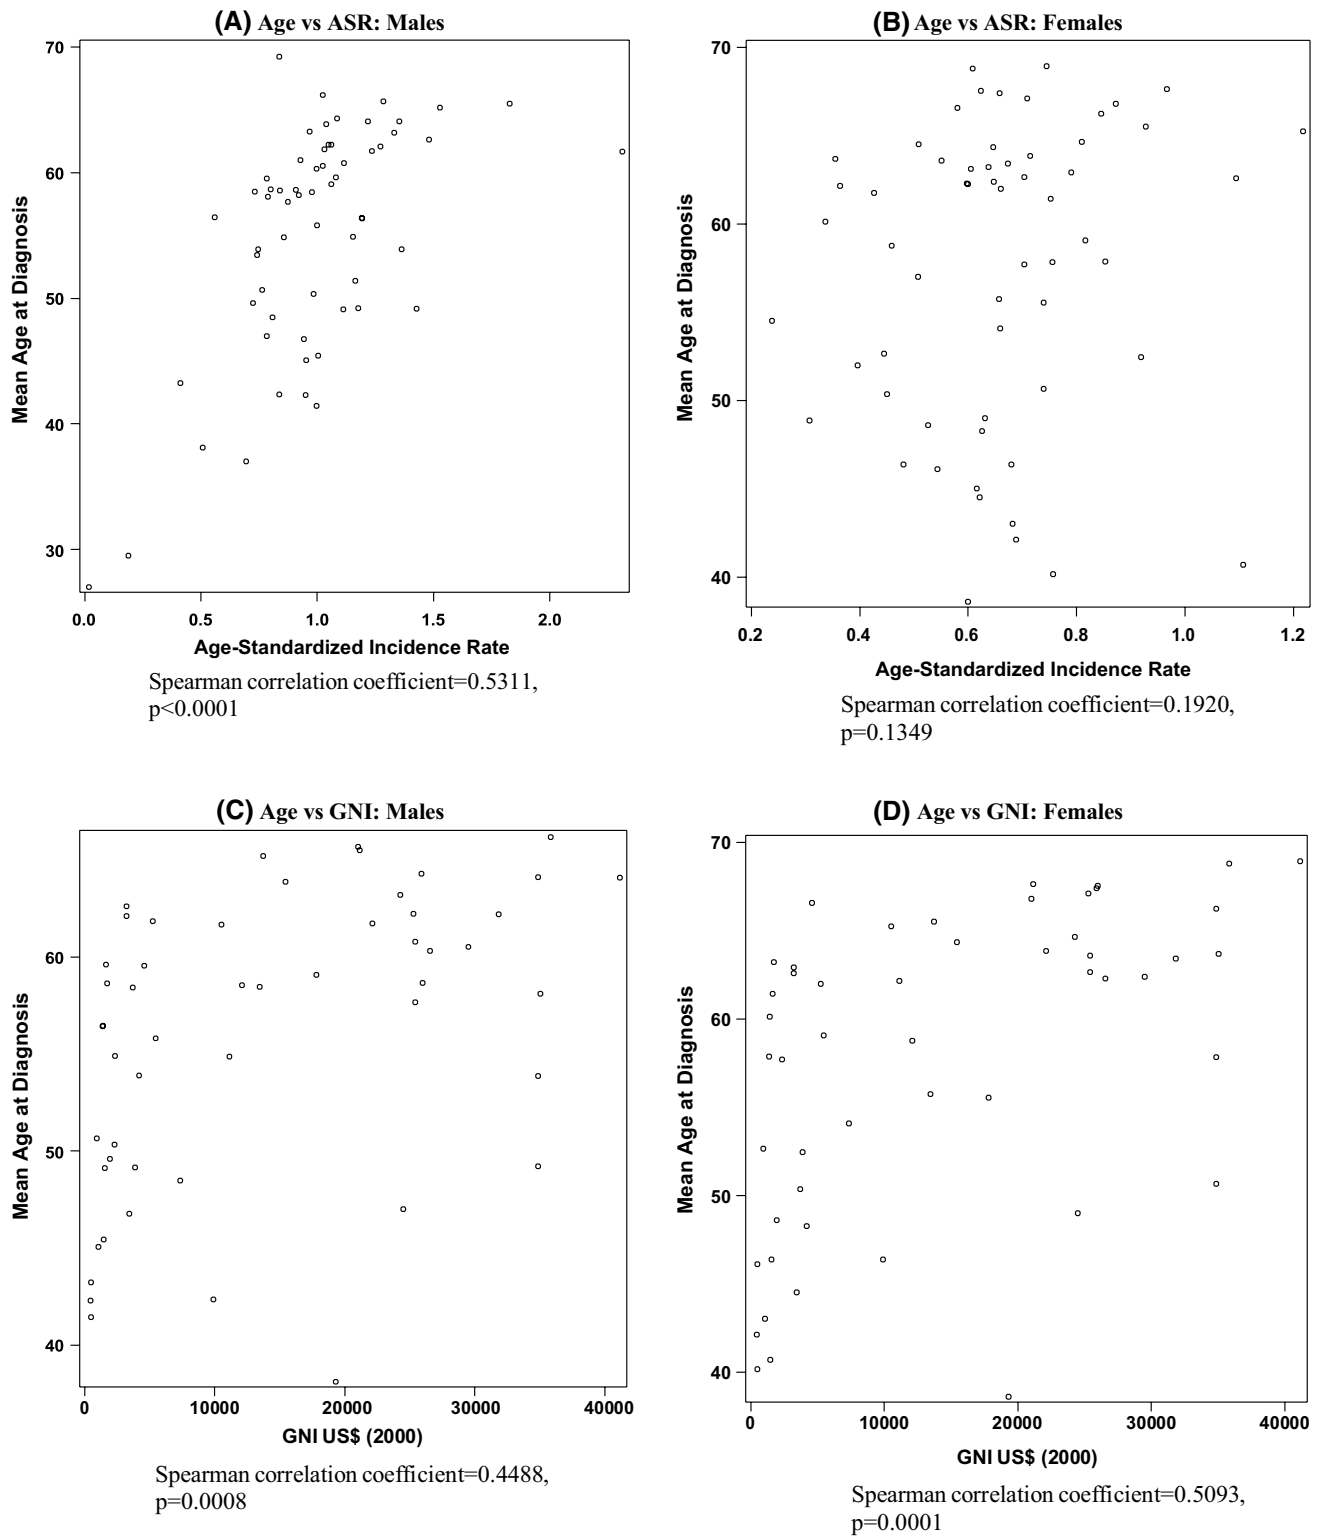 (A) Age vs ASR: Males
70
60
50
40
30
Mean Age at Diagnosis
0.0 0.5 1.0 1.5 2.0
Age-Standardized Incidence Rate
Spearman correlation coefficient=0.5311,
p<0.0001
(B) Age vs ASR: Females
70
60
50
40
Mean Age at Diagnosis
0.2 0.4 0.6 0.8 1.0 1.2
Age-Standardized Incidence Rate
Spearman correlation coefficient=0.1920,
p=0.1349
(C) Age vs GNI: Males
60
50
40
Mean Age at Diagnosis
0 10000 20000 30000 40000
GNI US$ (2000)
Spearman correlation coefficient=0.4488,
p=0.0008
(D) Age vs GNI: Females
70
60
50
40
Mean Age at Diagnosis
0 10000 20000 30000 40000
GNI US$ (2000)
Spearman correlation coefficient=0.5093,
p=0.0001